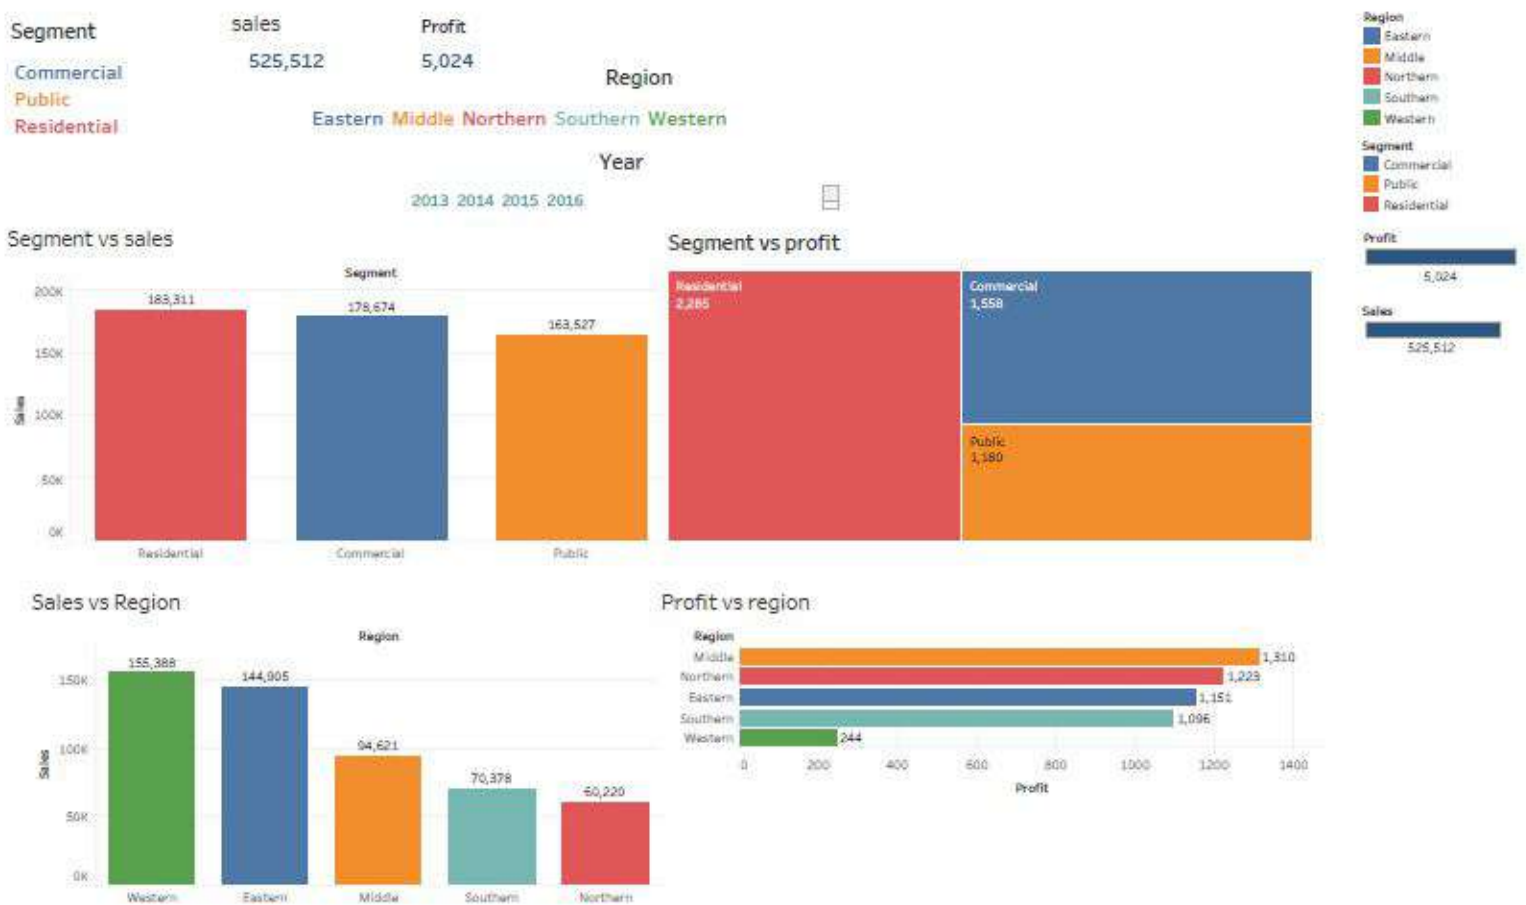 Segment
Commercial
Public
Residential
sales
525,512
Profit
5,024
Region
Eastern Middle Northern Southern Western
Year
2013 2014 2015 2016
Region
Eastern
Middle
Northern
Southern
Western
Segment
Commercial
Public
Residential
Profit
5,024
Sales
525,512
Segment vs sales
Segment
Sales
200K
150K
100K
50K
0K
183,311
178,674
163,527
Residential
Commercial
Public
Segment vs profit
Residential
2,285
Commercial
1,558
Public
1,180
Sales vs Region
Region
Sales
150K
100K
50K
0K
155,388
144,905
94,621
70,378
60,220
Western
Eastern
Middle
Southern
Northern
Profit vs region
Region
Middle 1,310
Northern 1,223
Eastern 1,151
Southern 1,096
Western 244
0 200 400 600 800 1000 1200 1400
Profit